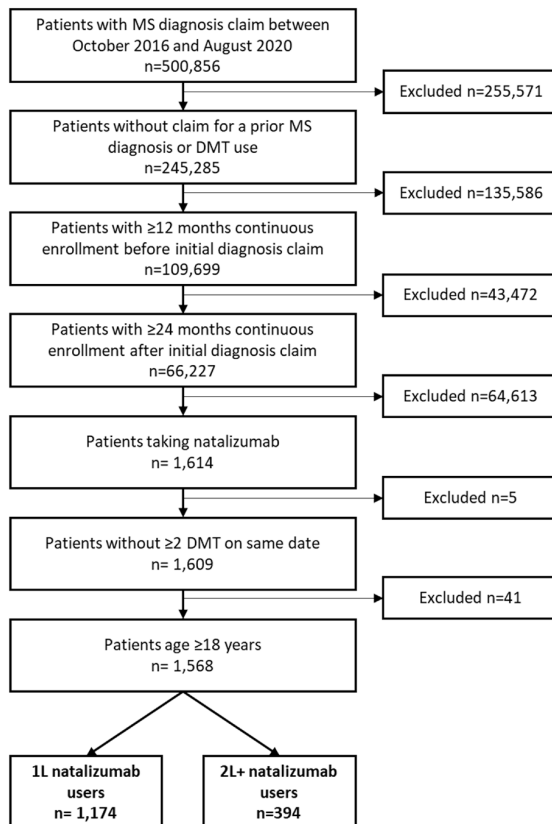 Patients with MS diagnosis claim between
October 2016 and August 2020
n=500,856
Excluded n=255,571
Patients without claim for a prior MS
diagnosis or DMT use
n=245,285
Excluded n=135,586
Patients with ≥12 months continuous
enrollment before initial diagnosis claim
n=109,699
Excluded n=43,472
Patients with ≥24 months continuous
enrollment after initial diagnosis claim
n=66,227
Excluded n=64,613
Patients taking natalizumab
n= 1,614
Excluded n=5
Patients without ≥2 DMT on same date
n= 1,609
Excluded n=41
Patients age ≥18 years
n= 1,568
1L natalizumab
users
n= 1,174
2L+ natalizumab
users
n=394